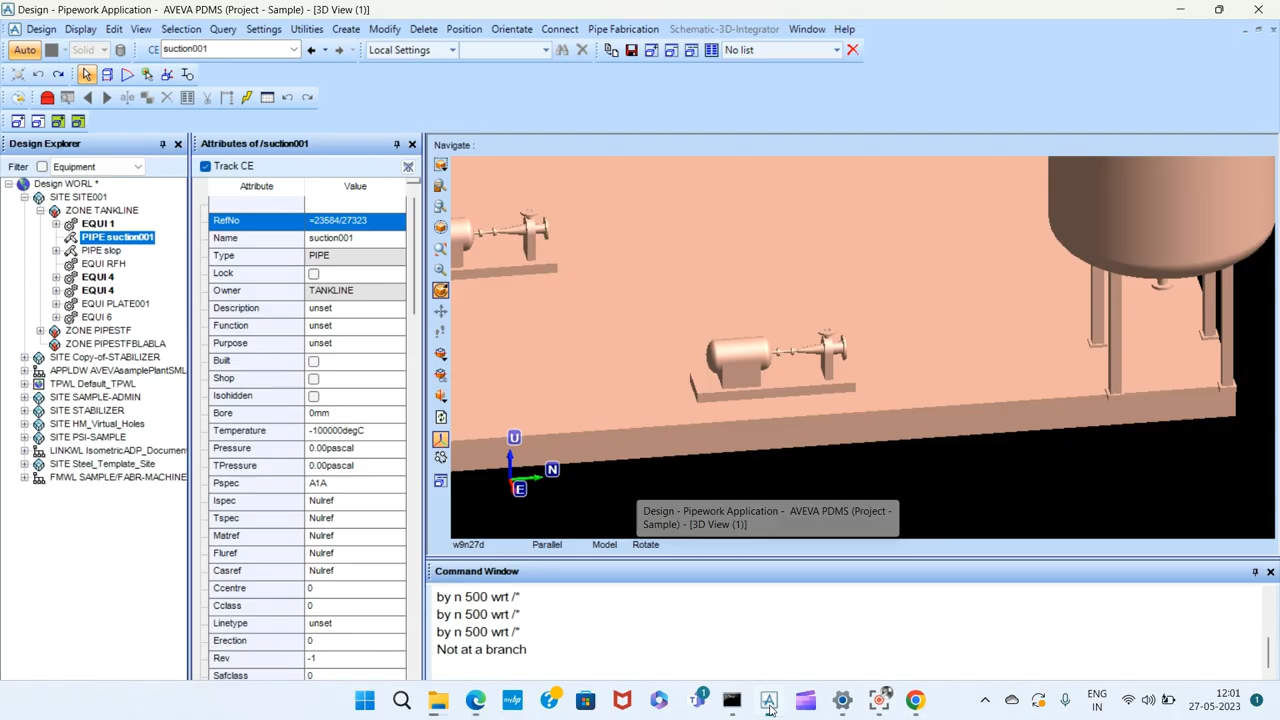 Design - Pipework Application - AVEVA PDMS (Project - Sample) - [3D View (1)]
Design Display Edit View Selection Query Settings Utilities Create Modify Delete Position Orientate Connect Pipe Fabrication Schematic-3D-Integrator Window Help
Auto Solid CE suction001 Local Settings No list
Design Explorer
Filter Equipment
Design WORL *
SITE SITE001
ZONE TANKLINE
EQUI 1
PIPE suction001
PIPE slop
EQUI RFH
EQUI 4
EQUI 4
EQUI PLATE001
EQUI 6
ZONE PIPESTF
ZONE PIPESTFBLABLA
SITE Copy-of-STABILIZER
APPLDW AVEVAsamplePlantSML
TPWL Default_TPWL
SITE SAMPLE-ADMIN
SITE STABILIZER
SITE HM_Virtual_Holes
SITE PSI-SAMPLE
LINKWL IsometricADP_Documen
SITE Steel_Template_Site
FMWL SAMPLE/FABR-MACHINE
Attributes of /suction001
Track CE
Attribute Value
RefNo =23584/27323
Name suction001
Type PIPE
Lock
Owner TANKLINE
Description unset
Function unset
Purpose unset
Built
Shop
Isohidden
Bore 0mm
Temperature -100000degC
Pressure 0.00pascal
TPressure 0.00pascal
Pspec A1A
Ispec Nulref
Tspec Nulref
Matref Nulref
Fluref Nulref
Casref Nulref
Ccentre 0
Cclass 0
Linetype unset
Erection 0
Rev -1
Safclass 0
Navigate :
U
N
E
Design - Pipework Application - AVEVA PDMS (Project -
Sample) - [3D View (1)]
w9n27d Parallel Model Rotate
Command Window
by n 500 wrt /*
by n 500 wrt /*
by n 500 wrt /*
Not at a branch
ENG
IN
12:01
27-05-2023
1
1